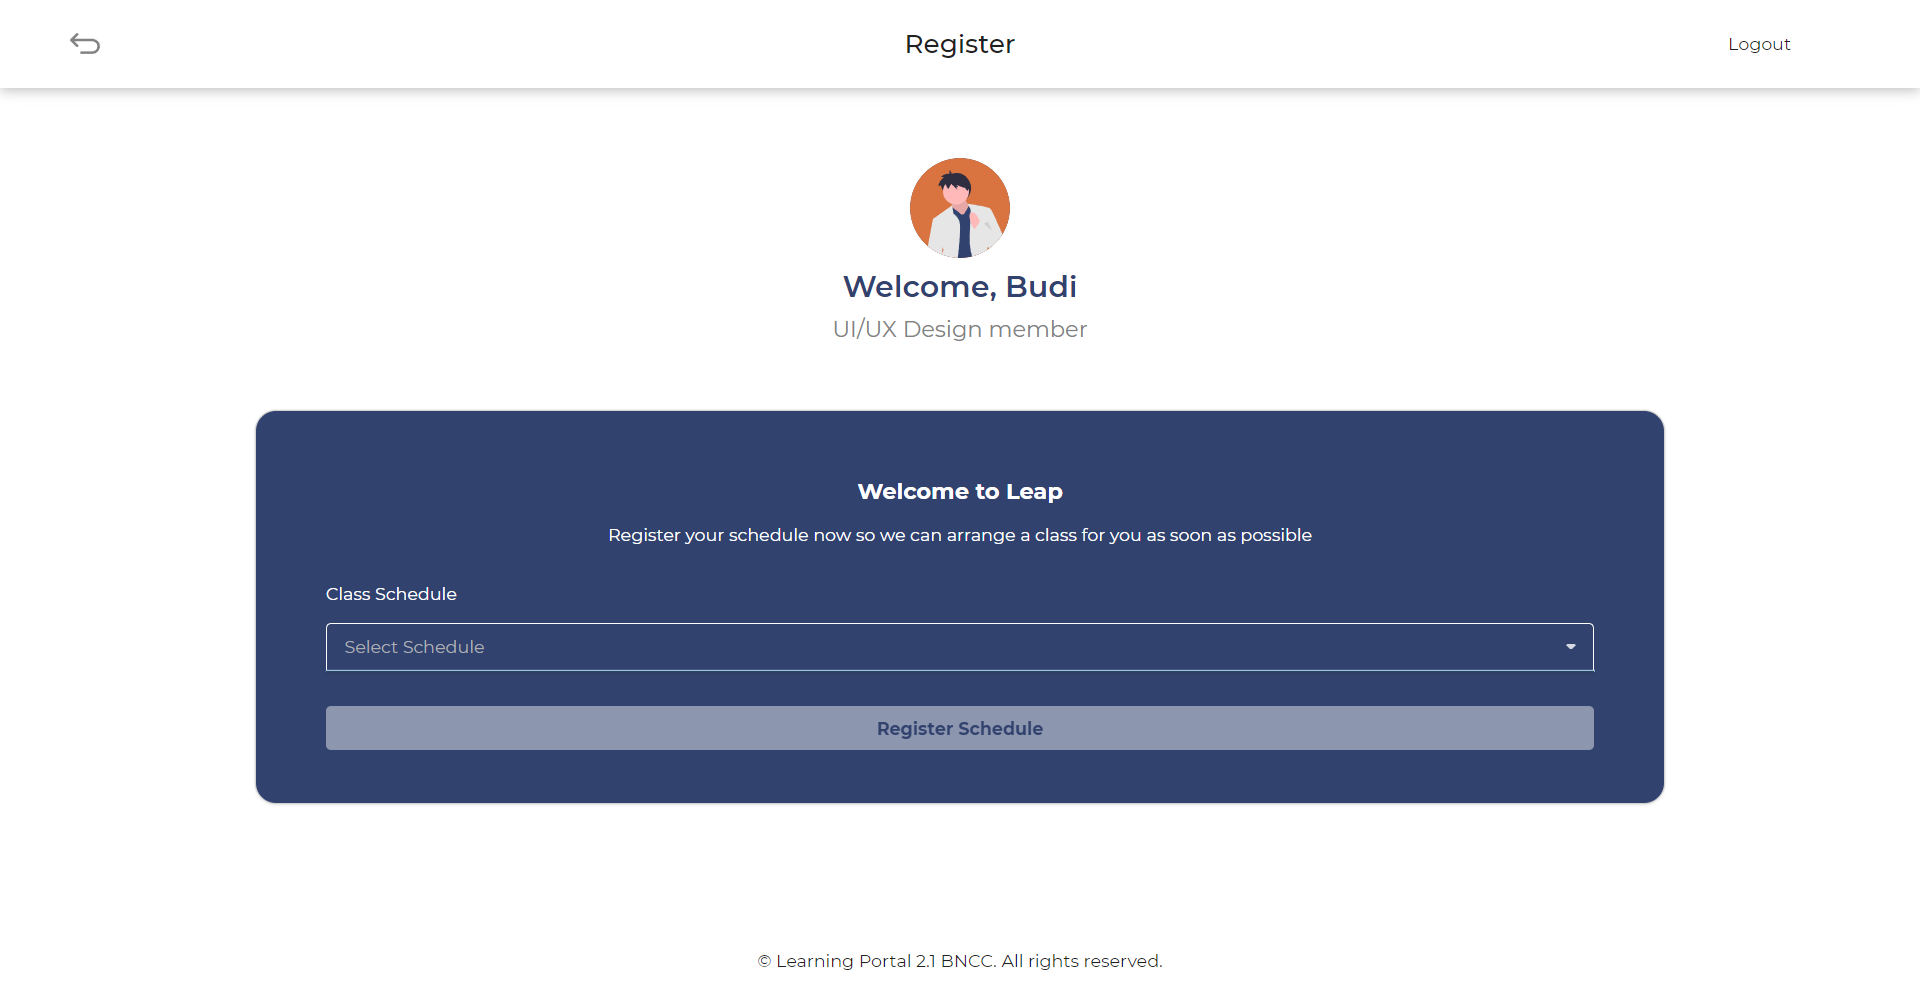 Register
Logout
Welcome, Budi
UI/UX Design member
Welcome to Leap
Register your schedule now so we can arrange a class for you as soon as possible
Class Schedule
Select Schedule
Register Schedule
© Learning Portal 2.1 BNCC. All rights reserved.